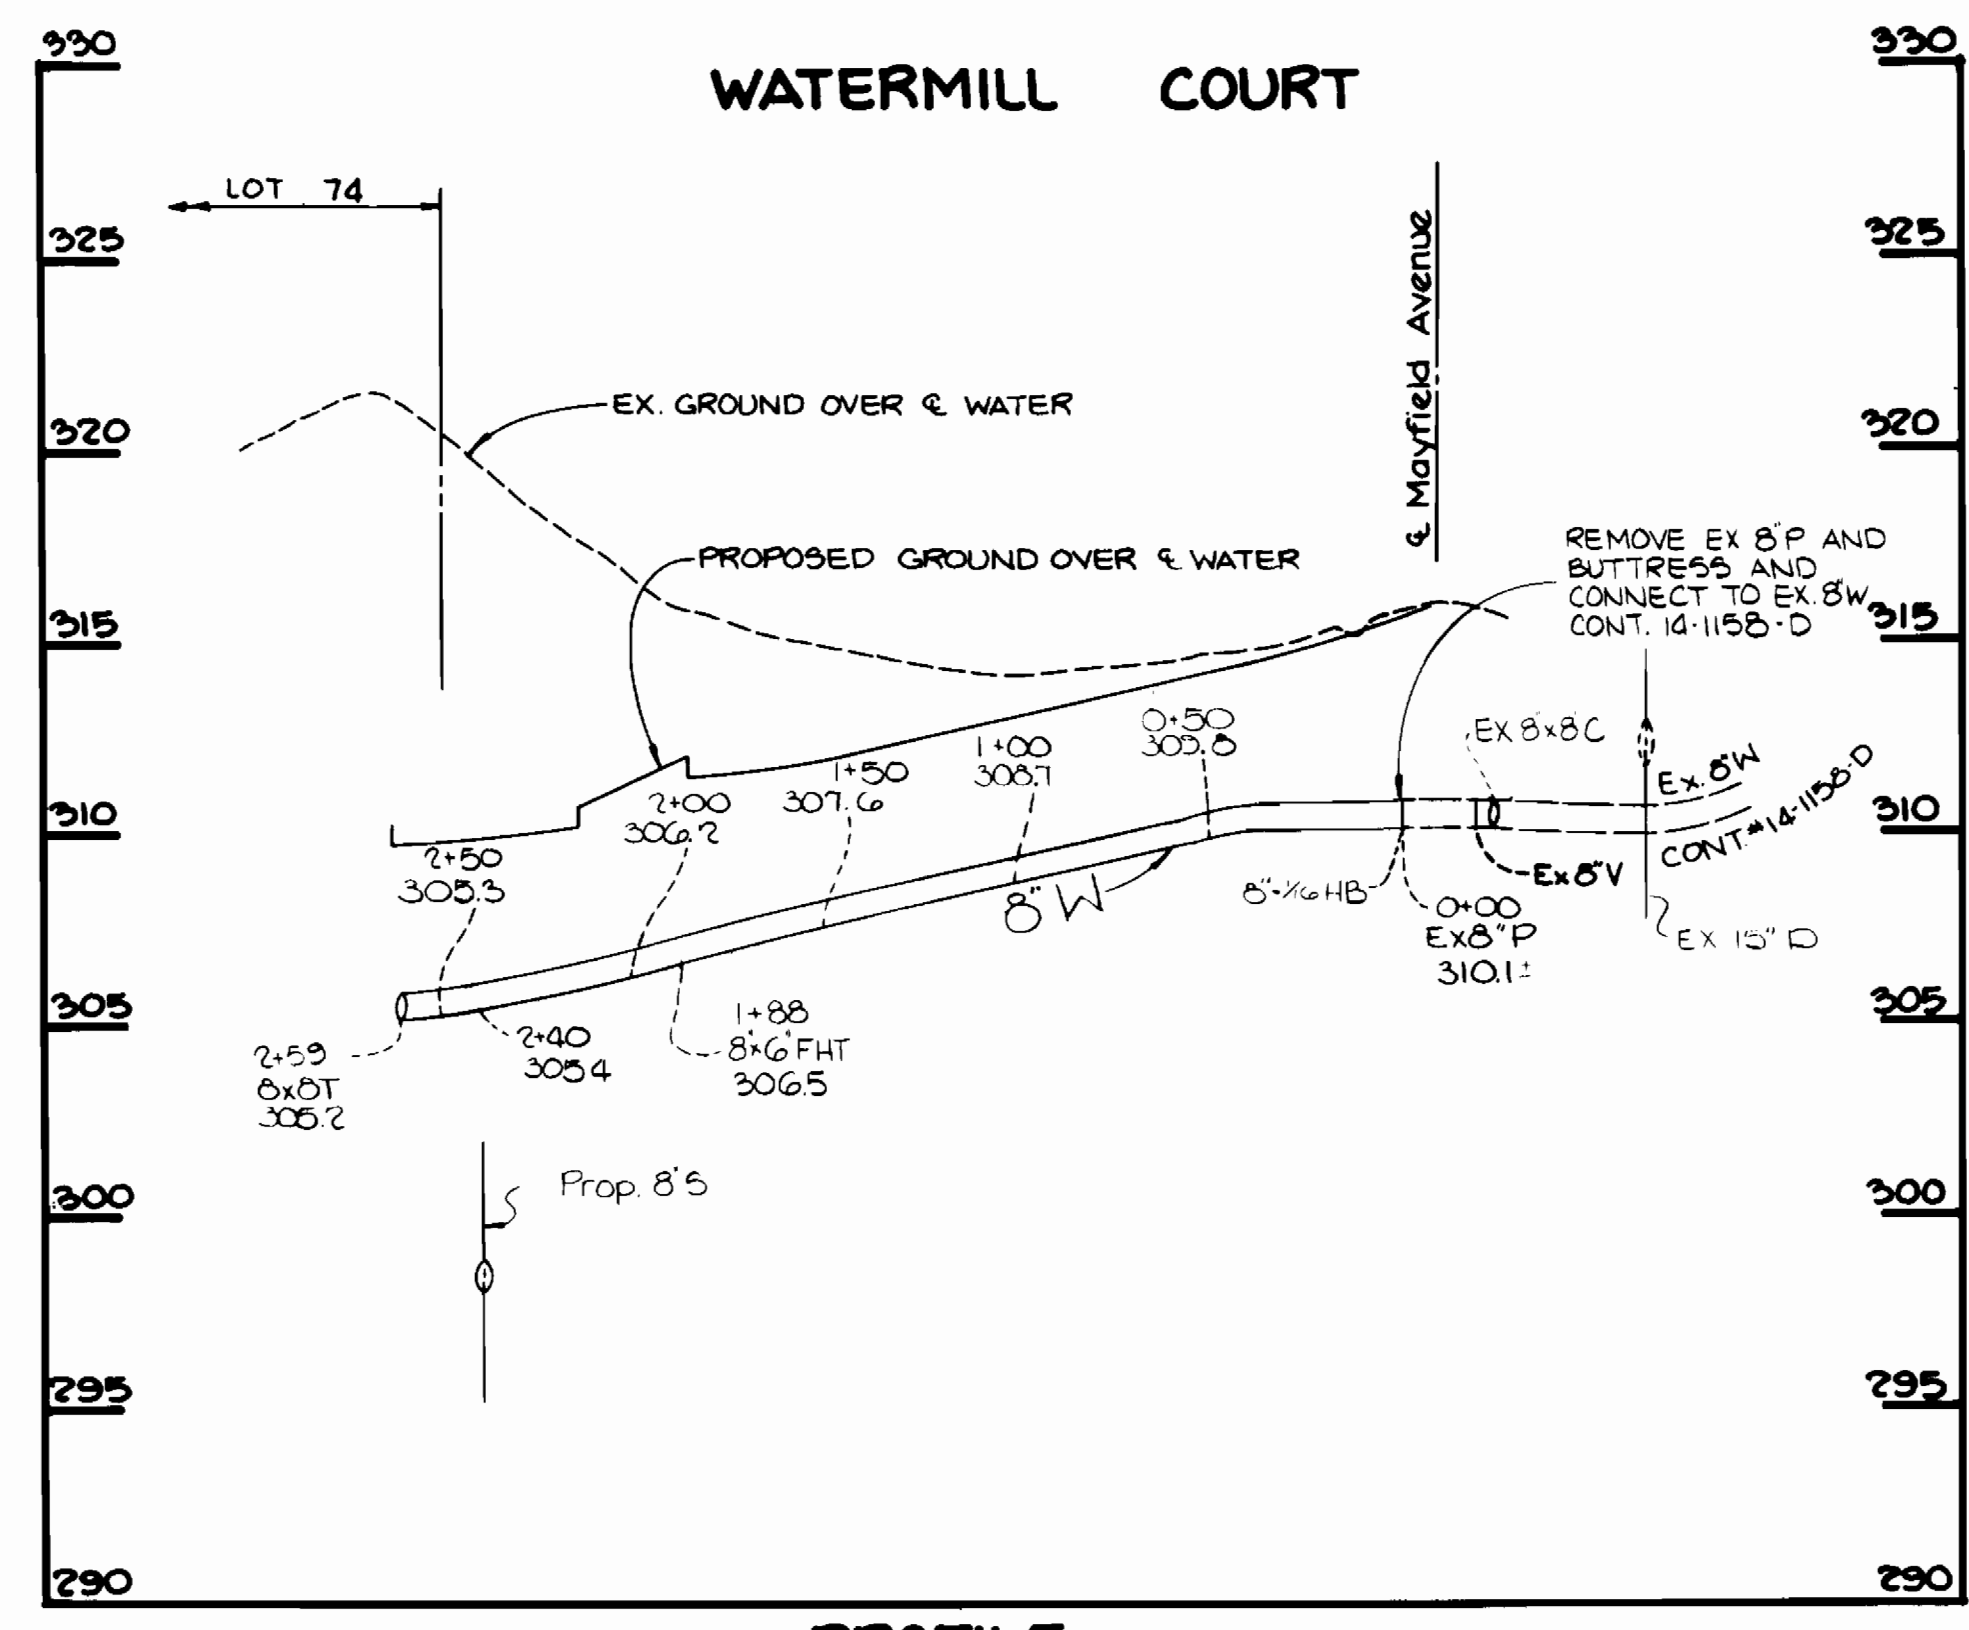 WATERMILL COURT
330
330
LOT 74
325
325
℄ Mayfield Avenue
EX. GROUND OVER ℄ WATER
320
320
PROPOSED GROUND OVER ℄ WATER
REMOVE EX 8"P AND
BUTTRESS AND
CONNECT TO EX. 8"W
CONT. 14-1158-D
315
315
0+50
309.8
1+00
308.7
1+50
307.6
2+00
306.2
2+50
305.3
EX 8"x8"C
Ex. 8"W
CONT.#14-1158-D
310
310
8" W
8"-1/16 HB
Ex 8"V
0+00
Ex 8"P
310.1±
EX 15" D
305
305
2+59
8x8T
305.2
2+40
305.4
1+88
8"x6" FHT
306.5
Prop. 8"S
300
300
295
295
290
290
PROFILE